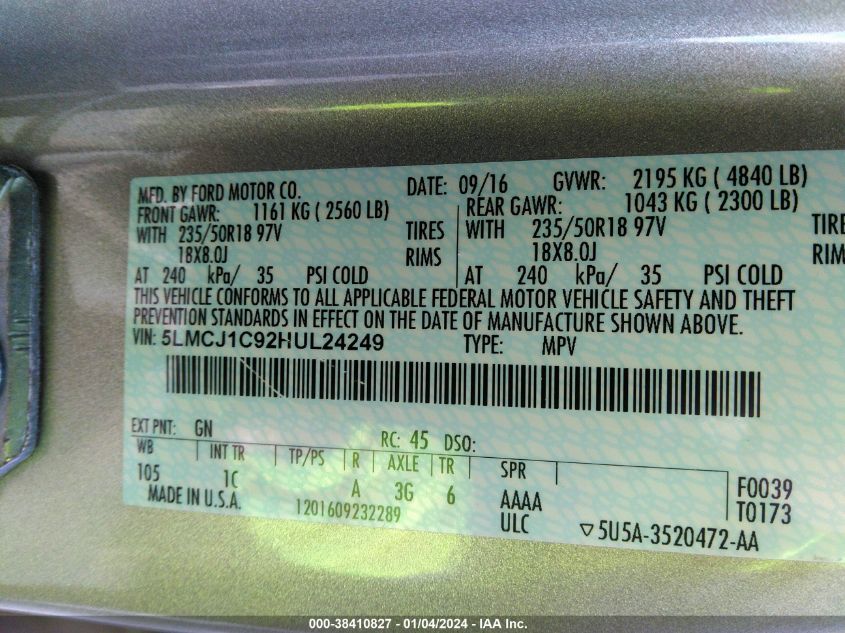 MFD. BY FORD MOTOR CO. DATE: 09/16 GVWR: 2195 KG ( 4840 LB)
FRONT GAWR: 1161 KG ( 2560 LB) REAR GAWR: 1043 KG ( 2300 LB)
WITH 235/50R18 97V TIRES WITH 235/50R18 97V TIRE
18X8.0J RIMS 18X8.0J RIM
AT 240 kPa/ 35 PSI COLD AT 240 kPa/ 35 PSI COLD
THIS VEHICLE CONFORMS TO ALL APPLICABLE FEDERAL MOTOR VEHICLE SAFETY AND THEFT
PREVENTION STANDARDS IN EFFECT ON THE DATE OF MANUFACTURE SHOWN ABOVE.
VIN: 5LMCJ1C92HUL24249 TYPE: MPV
EXT PNT: GN RC: 45 DSO:
WB INT TR TP/PS R AXLE TR SPR
105 1C A 3G 6 AAAA F0039
MADE IN U.S.A. 1201609232289 ULC T0173
▽5U5A-3520472-AA
000-38410827 - 01/04/2024 - IAA Inc.